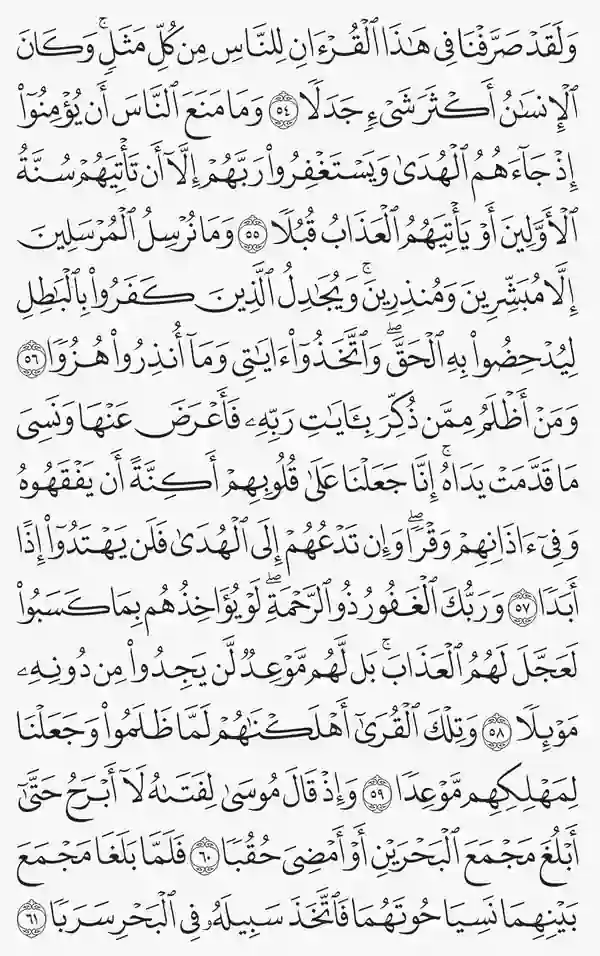 وَلَقَدۡ صَرَّفۡنَا فِي هَٰذَا ٱلۡقُرۡءَانِ لِلنَّاسِ مِن كُلِّ مَثَلٖۚ وَكَانَ
ٱلۡإِنسَٰنُ أَكۡثَرَ شَيۡءٖ جَدَلٗا ٥٤ وَمَا مَنَعَ ٱلنَّاسَ أَن يُؤۡمِنُوٓاْ
إِذۡ جَآءَهُمُ ٱلۡهُدَىٰ وَيَسۡتَغۡفِرُواْ رَبَّهُمۡ إِلَّآ أَن تَأۡتِيَهُمۡ سُنَّةُ
ٱلۡأَوَّلِينَ أَوۡ يَأۡتِيَهُمُ ٱلۡعَذَابُ قُبُلٗا ٥٥ وَمَا نُرۡسِلُ ٱلۡمُرۡسَلِينَ
إِلَّا مُبَشِّرِينَ وَمُنذِرِينَۚ وَيُجَٰدِلُ ٱلَّذِينَ كَفَرُواْ بِٱلۡبَٰطِلِ
لِيُدۡحِضُواْ بِهِ ٱلۡحَقَّۖ وَٱتَّخَذُوٓاْ ءَايَٰتِي وَمَآ أُنذِرُواْ هُزُوٗا ٥٦
وَمَنۡ أَظۡلَمُ مِمَّن ذُكِّرَ بِـَٔايَٰتِ رَبِّهِۦ فَأَعۡرَضَ عَنۡهَا وَنَسِيَ
مَا قَدَّمَتۡ يَدَاهُۚ إِنَّا جَعَلۡنَا عَلَىٰ قُلُوبِهِمۡ أَكِنَّةً أَن يَفۡقَهُوهُ
وَفِيٓ ءَاذَانِهِمۡ وَقۡرٗاۖ وَإِن تَدۡعُهُمۡ إِلَى ٱلۡهُدَىٰ فَلَن يَهۡتَدُوٓاْ إِذًا
أَبَدٗا ٥٧ وَرَبُّكَ ٱلۡغَفُورُ ذُو ٱلرَّحۡمَةِۖ لَوۡ يُؤَاخِذُهُم بِمَا كَسَبُواْ
لَعَجَّلَ لَهُمُ ٱلۡعَذَابَۚ بَل لَّهُم مَّوۡعِدٞ لَّن يَجِدُواْ مِن دُونِهِۦ
مَوۡئِلٗا ٥٨ وَتِلۡكَ ٱلۡقُرَىٰٓ أَهۡلَكۡنَٰهُمۡ لَمَّا ظَلَمُواْ وَجَعَلۡنَا
لِمَهۡلِكِهِم مَّوۡعِدٗا ٥٩ وَإِذۡ قَالَ مُوسَىٰ لِفَتَىٰهُ لَآ أَبۡرَحُ حَتَّىٰٓ
أَبۡلُغَ مَجۡمَعَ ٱلۡبَحۡرَيۡنِ أَوۡ أَمۡضِيَ حُقُبٗا ٦٠ فَلَمَّا بَلَغَا مَجۡمَعَ
بَيۡنِهِمَا نَسِيَا حُوتَهُمَا فَٱتَّخَذَ سَبِيلَهُۥ فِي ٱلۡبَحۡرِ سَرَبٗا ٦١